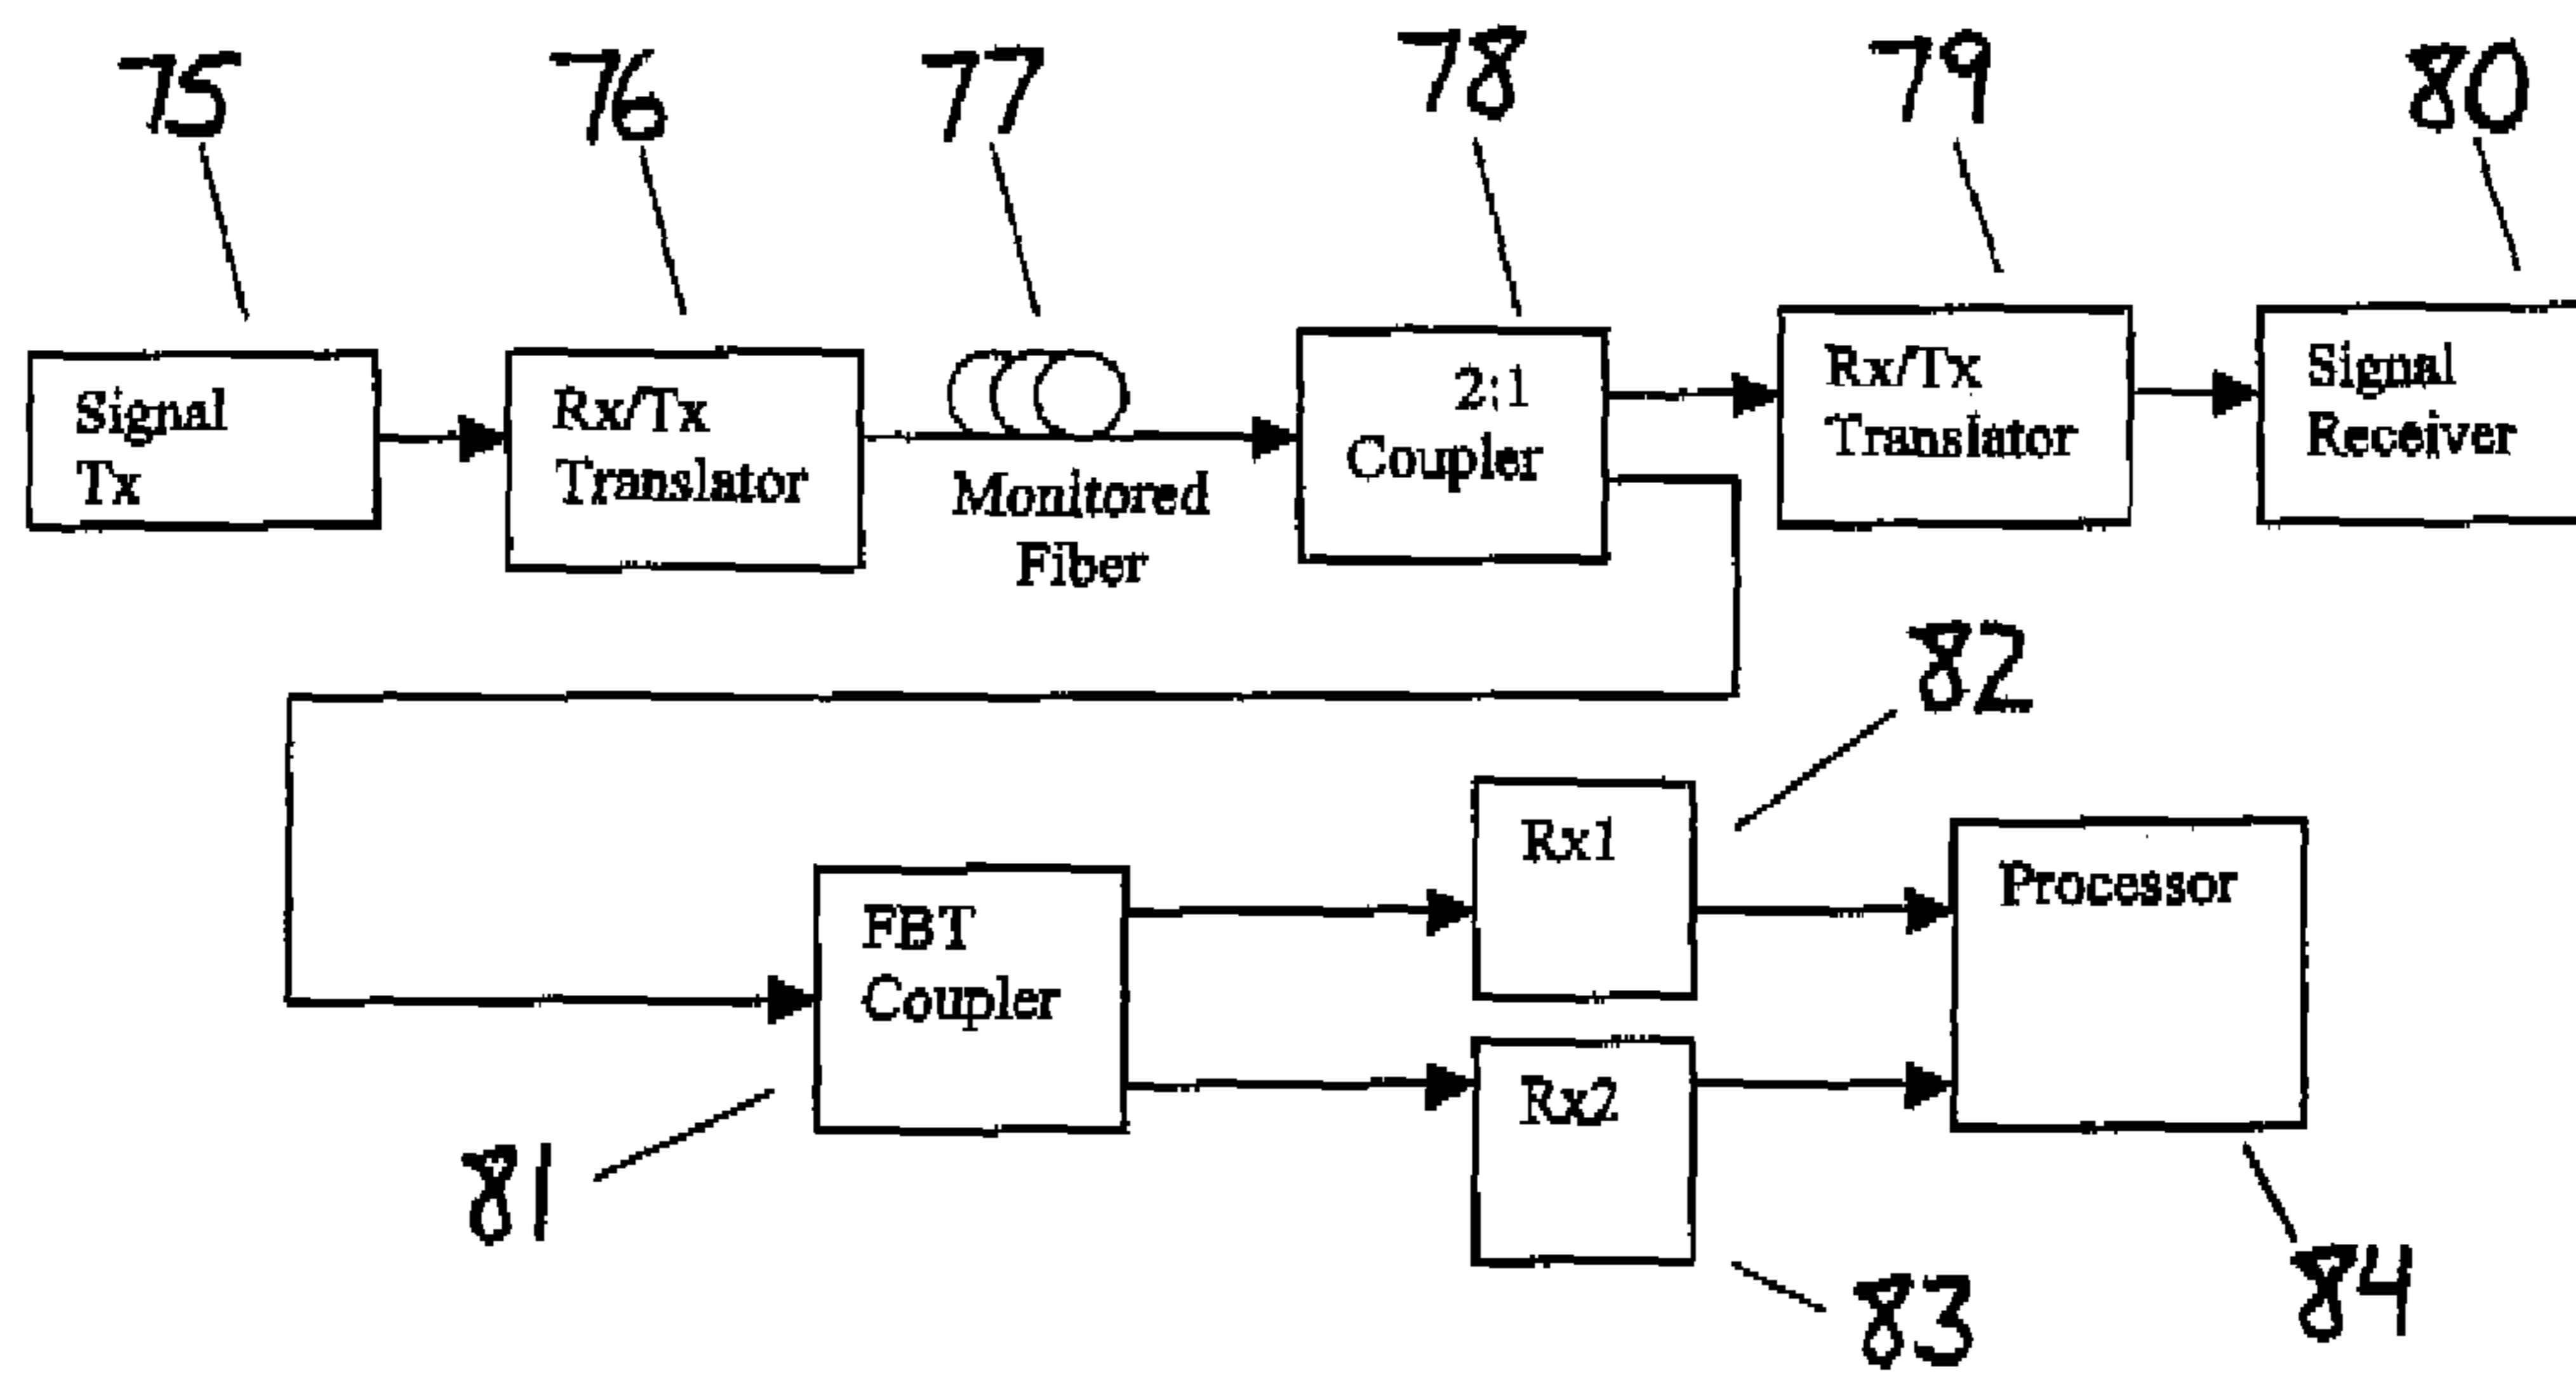 75
76
77
78
79
80
Signal
Tx
Rx/Tx
Translator
Monitored
Fiber
2:1
Coupler
Rx/Tx
Translator
Signal
Receiver
82
Rx1
Processor
FBT
Coupler
Rx2
81
83
84